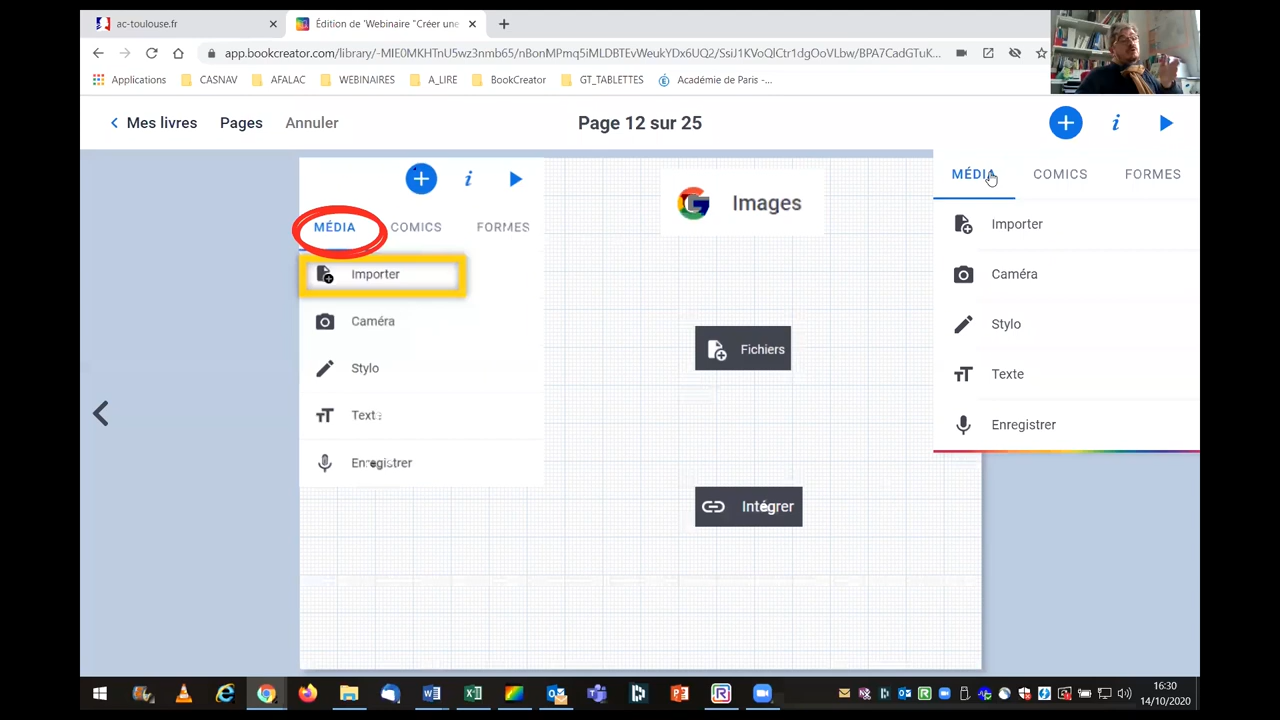 ac-toulouse.fr
Édition de 'Webinaire "Créer une
app.bookcreator.com/library/-MIE0MKHTnU5wz3nmb65/nBonMPmq5iMLDBTEvWeukYDx6UQ2/SsiJ1KVoQlCtr1dgOoVLbw/BPA7CadGTuK...
Applications CASNAV AFALAC WEBINAIRES A_LIRE BookCreator GT_TABLETTES Académie de Paris -...
Mes livres Pages Annuler Page 12 sur 25
MÉDIA COMICS FORMES
Importer
Caméra
Stylo
Texte
Enregistrer
Images
Fichiers
Intégrer
MÉDIA COMICS FORMES
Importer
Caméra
Stylo
Texte
Enregistrer
16:30
14/10/2020